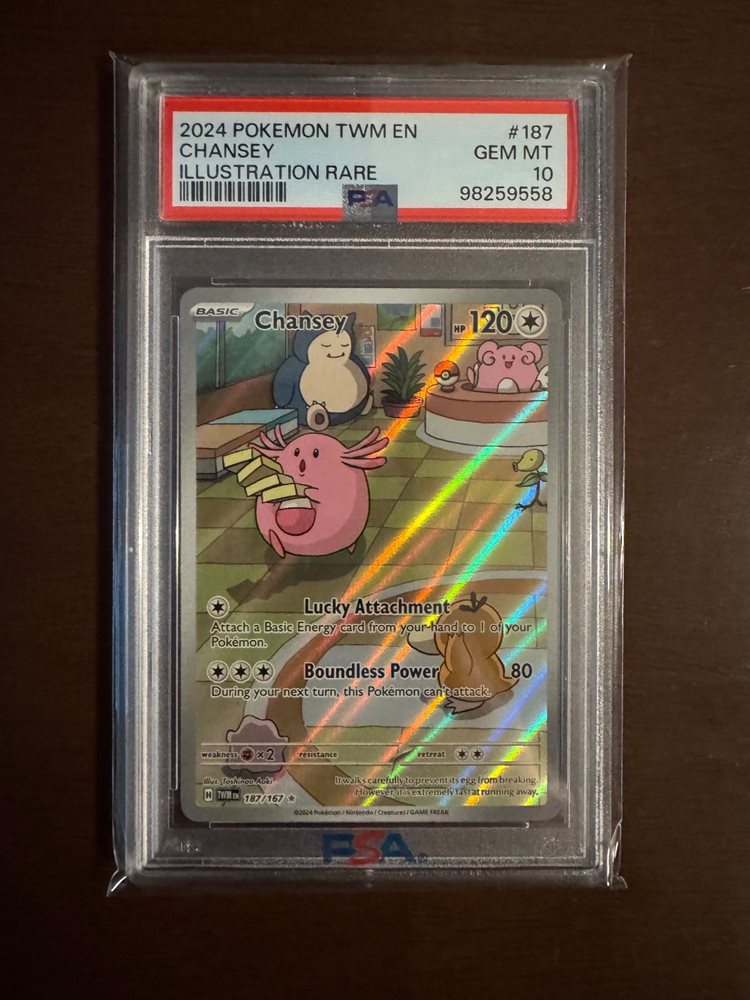 2024 POKEMON TWM EN #187
CHANSEY GEM MT
ILLUSTRATION RARE 10
PSA 98259558
BASIC Chansey HP 120
Lucky Attachment
Attach a Basic Energy card from your hand to 1 of your
Pokémon.
Boundless Power 80
During your next turn, this Pokémon can't attack.
weakness ×2 resistance retreat
Illus. Toshinao Aoki It walks carefully to prevent its egg from breaking.
However, it is extremely fast at running away.
H TWM EN 187/167
©2024 Pokémon / Nintendo / Creatures / GAME FREAK
PSA